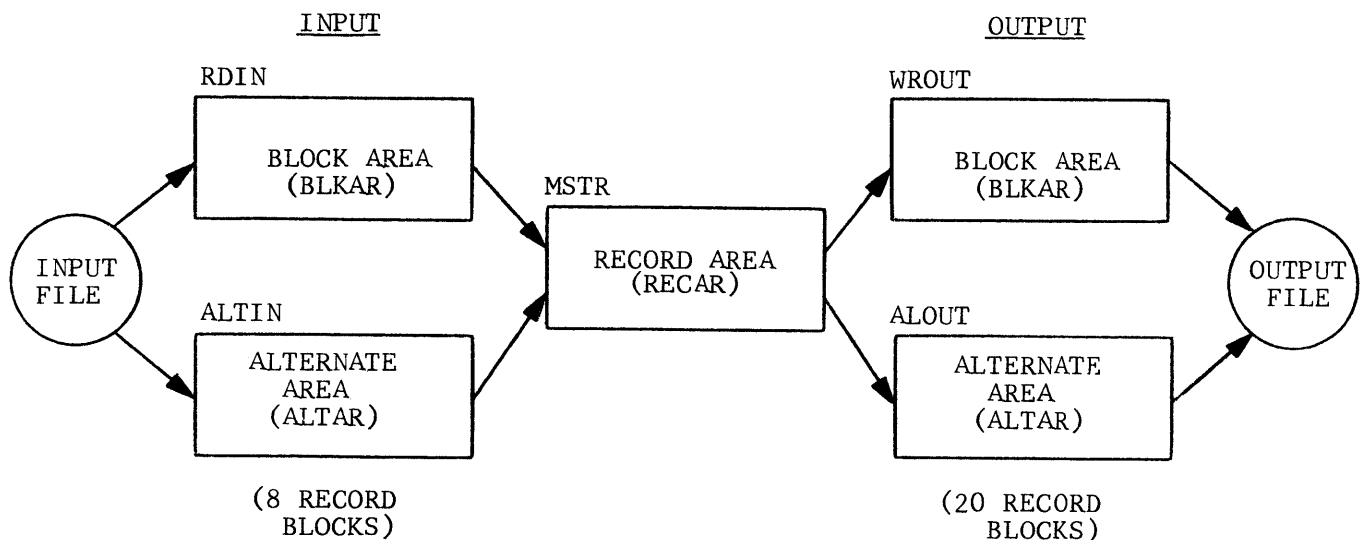 INPUT
OUTPUT
RDIN
WROUT
BLOCK AREA
(BLKAR)
BLOCK AREA
(BLKAR)
MSTR
INPUT
FILE
RECORD AREA
(RECAR)
OUTPUT
FILE
ALTIN
ALOUT
ALTERNATE
AREA
(ALTAR)
ALTERNATE
AREA
(ALTAR)
(8 RECORD
BLOCKS)
(20 RECORD
BLOCKS)